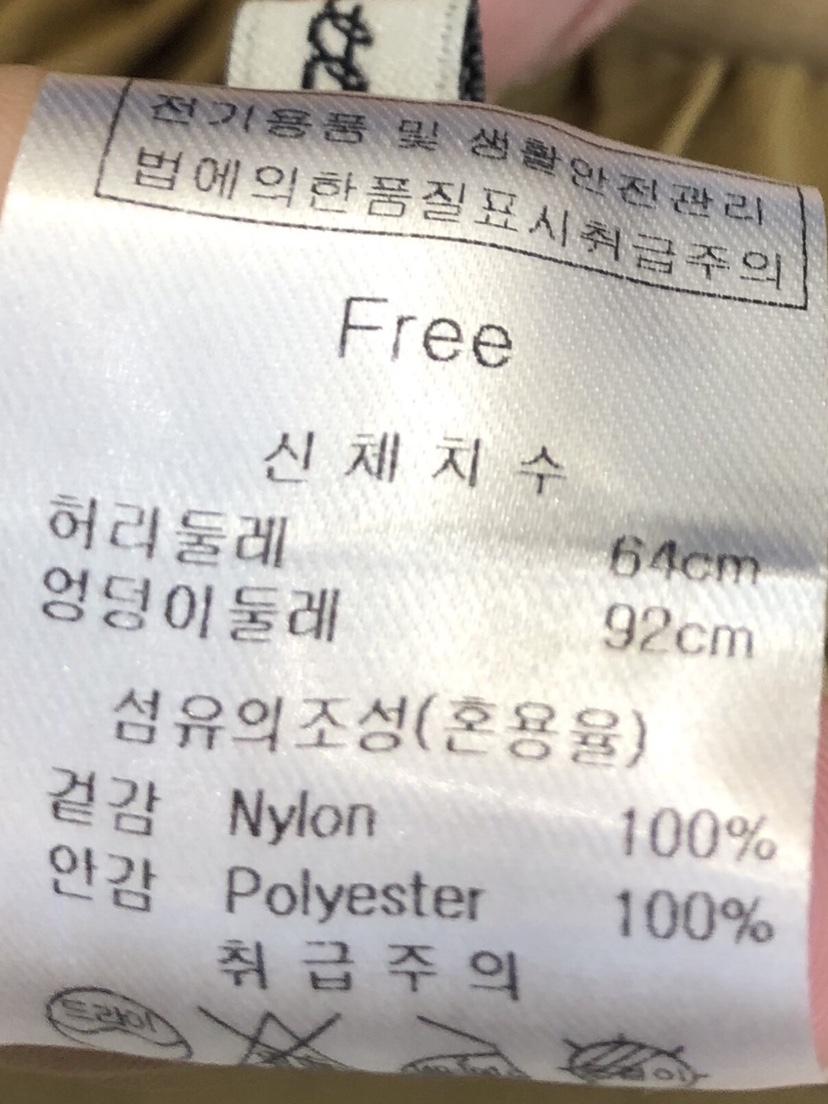 전기용품 및 생활안전관리
법에의한품질표시취급주의
Free
신체치수
허리둘레 64cm
엉덩이둘레 92cm
섬유의조성(혼용율)
겉감 Nylon 100%
안감 Polyester 100%
취급주의
드라이